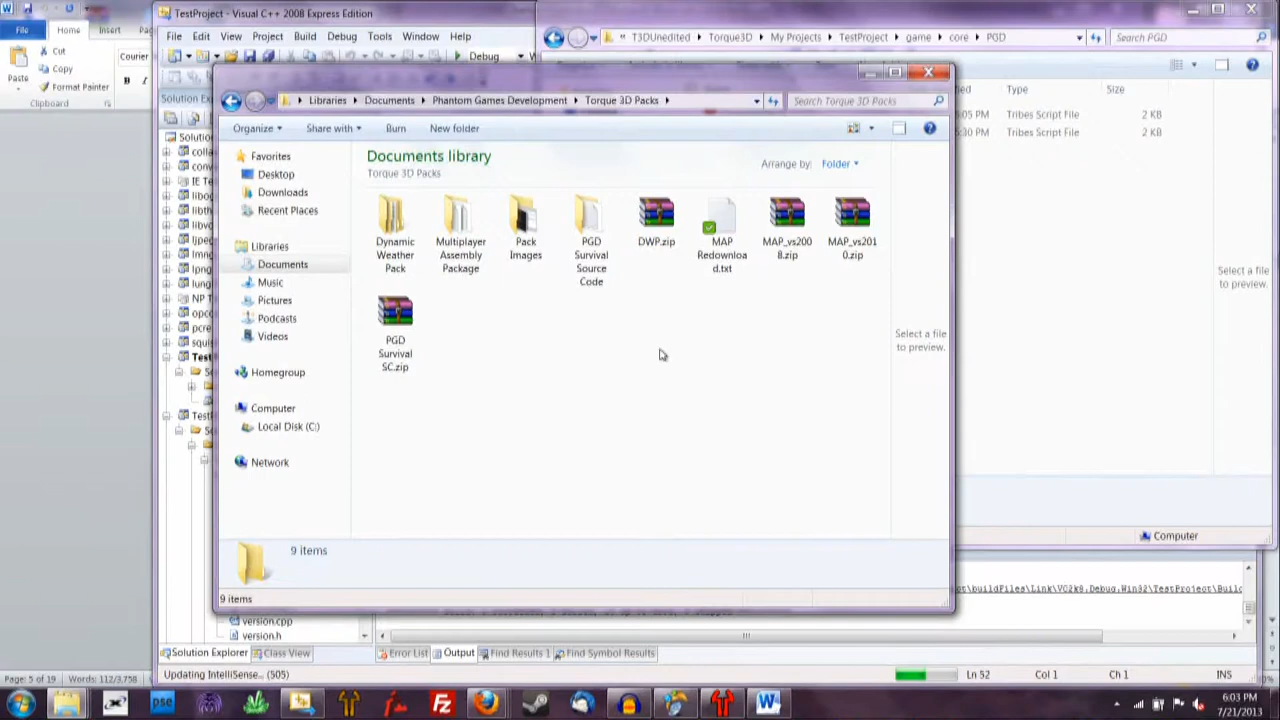 TestProject - Visual C++ 2008 Express Edition
File Home Insert
File Edit View Project Build Debug Tools Window Help
T3DUnedited Torque3D My Projects TestProject game core PGD Search PGD
Cut
Copy
Format Painter
Paste
Clipboard
Courier
B
Debug
Type Size
Tribes Script File 2 KB
Tribes Script File 2 KB
Libraries Documents Phantom Games Development Torque 3D Packs Search Torque 3D Packs
Organize Share with Burn New folder
Favorites
Desktop
Downloads
Recent Places
Libraries
Documents
Music
Pictures
Podcasts
Videos
Homegroup
Computer
Local Disk (C:)
Network
Documents library
Torque 3D Packs
Arrange by: Folder
Dynamic Weather Pack
Multiplayer Assembly Package
Pack Images
PGD Survival Source Code
DWP.zip
MAP Redownload.txt
MAP_vs2008.zip
MAP_vs2010.zip
PGD Survival SC.zip
Select a file to preview.
9 items
9 items
Select a file to preview.
Computer
version.cpp
version.h
Solution Explorer Class View
Error List Output Find Results 1 Find Symbol Results
Updating IntelliSense... (505)
Ln 52 Col 1 Ch 1 INS
Page: 5 of 19 Words: 112/3,758
pse
6:03 PM
7/21/2013